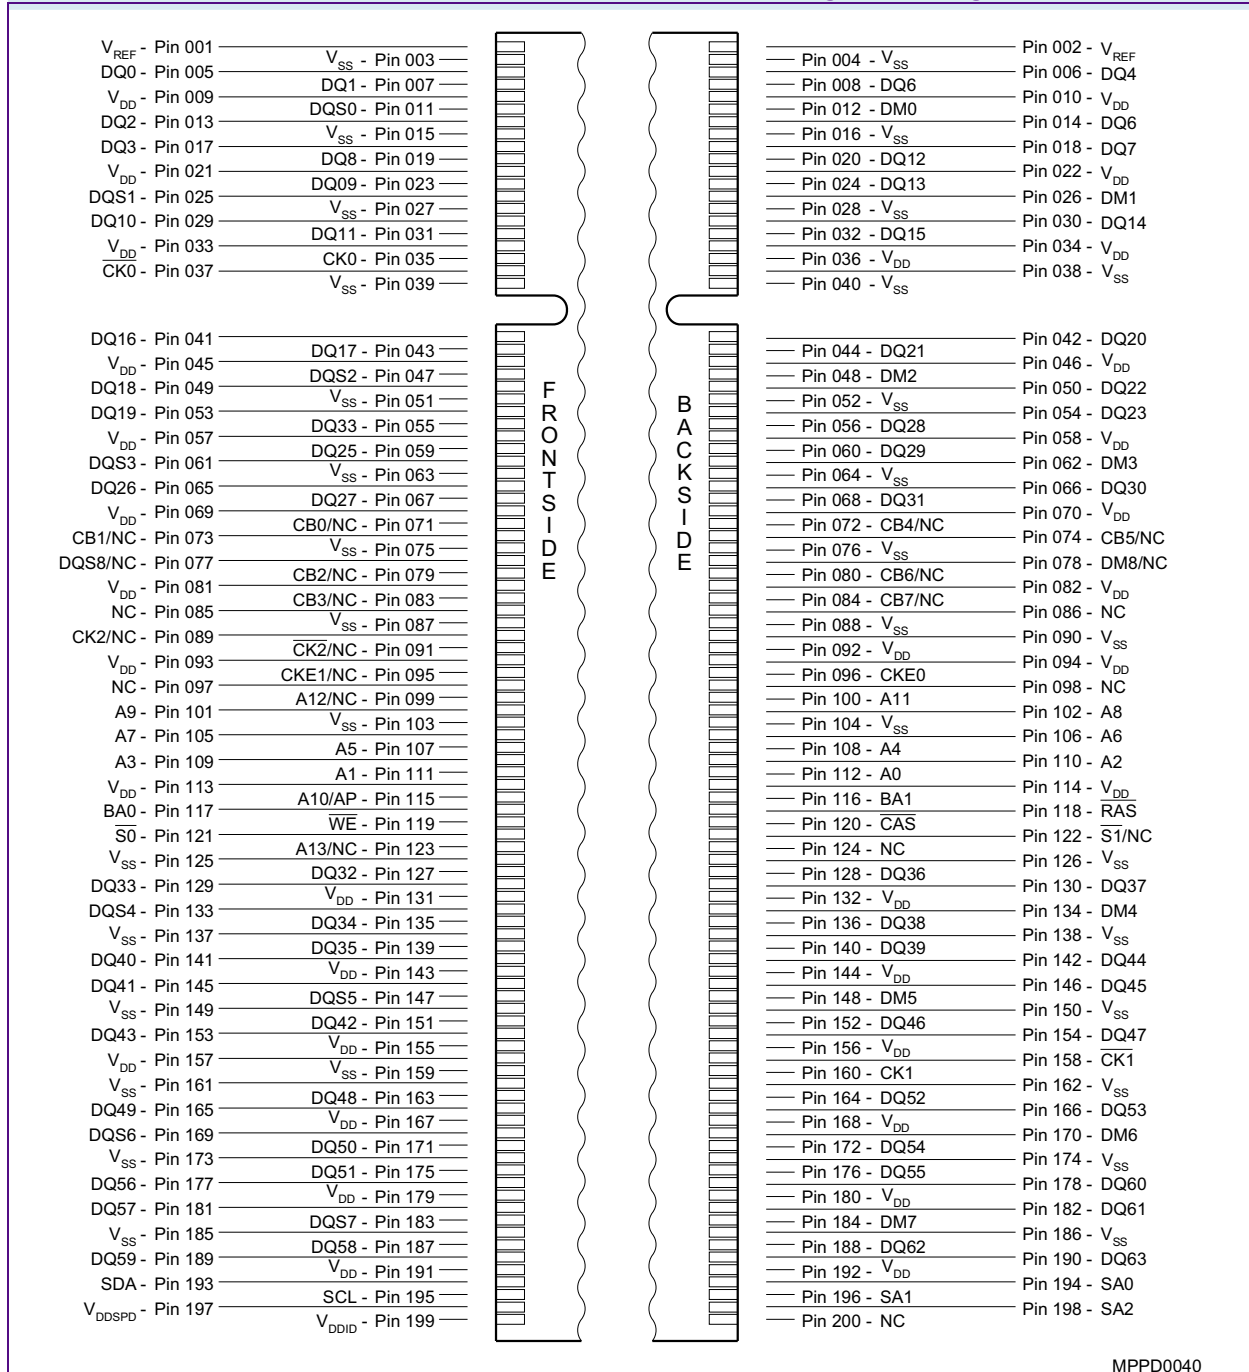 VREF - Pin 001 Pin 002 - VREF
VSS - Pin 003 Pin 004 - VSS
DQ0 - Pin 005 Pin 006 - DQ4
DQ1 - Pin 007 Pin 008 - DQ6
VDD - Pin 009 Pin 010 - VDD
DQS0 - Pin 011 Pin 012 - DM0
DQ2 - Pin 013 Pin 014 - DQ6
VSS - Pin 015 Pin 016 - VSS
DQ3 - Pin 017 Pin 018 - DQ7
DQ8 - Pin 019 Pin 020 - DQ12
VDD - Pin 021 Pin 022 - VDD
DQ09 - Pin 023 Pin 024 - DQ13
DQS1 - Pin 025 Pin 026 - DM1
VSS - Pin 027 Pin 028 - VSS
DQ10 - Pin 029 Pin 030 - DQ14
DQ11 - Pin 031 Pin 032 - DQ15
VDD - Pin 033 Pin 034 - VDD
CK0 - Pin 035 Pin 036 - VDD
C̅K̅0̅ - Pin 037 Pin 038 - VSS
VSS - Pin 039 Pin 040 - VSS
DQ16 - Pin 041 Pin 042 - DQ20
DQ17 - Pin 043 Pin 044 - DQ21
VDD - Pin 045 Pin 046 - VDD
DQS2 - Pin 047 Pin 048 - DM2
DQ18 - Pin 049 Pin 050 - DQ22
VSS - Pin 051 Pin 052 - VSS
DQ19 - Pin 053 Pin 054 - DQ23
DQ33 - Pin 055 Pin 056 - DQ28
VDD - Pin 057 Pin 058 - VDD
DQ25 - Pin 059 Pin 060 - DQ29
DQS3 - Pin 061 Pin 062 - DM3
VSS - Pin 063 Pin 064 - VSS
DQ26 - Pin 065 Pin 066 - DQ30
DQ27 - Pin 067 Pin 068 - DQ31
VDD - Pin 069 Pin 070 - VDD
CB0/NC - Pin 071 Pin 072 - CB4/NC
CB1/NC - Pin 073 Pin 074 - CB5/NC
VSS - Pin 075 Pin 076 - VSS
DQS8/NC - Pin 077 Pin 078 - DM8/NC
CB2/NC - Pin 079 Pin 080 - CB6/NC
VDD - Pin 081 Pin 082 - VDD
CB3/NC - Pin 083 Pin 084 - CB7/NC
NC - Pin 085 Pin 086 - NC
VSS - Pin 087 Pin 088 - VSS
CK2/NC - Pin 089 Pin 090 - VSS
C̅K̅2̅/NC - Pin 091 Pin 092 - VDD
VDD - Pin 093 Pin 094 - VDD
CKE1/NC - Pin 095 Pin 096 - CKE0
NC - Pin 097 Pin 098 - NC
A12/NC - Pin 099 Pin 100 - A11
A9 - Pin 101 Pin 102 - A8
VSS - Pin 103 Pin 104 - VSS
A7 - Pin 105 Pin 106 - A6
A5 - Pin 107 Pin 108 - A4
A3 - Pin 109 Pin 110 - A2
A1 - Pin 111 Pin 112 - A0
VDD - Pin 113 Pin 114 - VDD
A10/AP - Pin 115 Pin 116 - BA1
BA0 - Pin 117 Pin 118 - R̅A̅S̅
W̅E̅ - Pin 119 Pin 120 - C̅A̅S̅
S̅0̅ - Pin 121 Pin 122 - S̅1̅/NC
A13/NC - Pin 123 Pin 124 - NC
VSS - Pin 125 Pin 126 - VSS
DQ32 - Pin 127 Pin 128 - DQ36
DQ33 - Pin 129 Pin 130 - DQ37
VDD - Pin 131 Pin 132 - VDD
DQS4 - Pin 133 Pin 134 - DM4
DQ34 - Pin 135 Pin 136 - DQ38
VSS - Pin 137 Pin 138 - VSS
DQ35 - Pin 139 Pin 140 - DQ39
DQ40 - Pin 141 Pin 142 - DQ44
VDD - Pin 143 Pin 144 - VDD
DQ41 - Pin 145 Pin 146 - DQ45
DQS5 - Pin 147 Pin 148 - DM5
VSS - Pin 149 Pin 150 - VSS
DQ42 - Pin 151 Pin 152 - DQ46
DQ43 - Pin 153 Pin 154 - DQ47
VDD - Pin 155 Pin 156 - VDD
VDD - Pin 157 Pin 158 - C̅K̅1̅
VSS - Pin 159 Pin 160 - CK1
VSS - Pin 161 Pin 162 - VSS
DQ48 - Pin 163 Pin 164 - DQ52
DQ49 - Pin 165 Pin 166 - DQ53
VDD - Pin 167 Pin 168 - VDD
DQS6 - Pin 169 Pin 170 - DM6
DQ50 - Pin 171 Pin 172 - DQ54
VSS - Pin 173 Pin 174 - VSS
DQ51 - Pin 175 Pin 176 - DQ55
DQ56 - Pin 177 Pin 178 - DQ60
VDD - Pin 179 Pin 180 - VDD
DQ57 - Pin 181 Pin 182 - DQ61
DQS7 - Pin 183 Pin 184 - DM7
VSS - Pin 185 Pin 186 - VSS
DQ58 - Pin 187 Pin 188 - DQ62
DQ59 - Pin 189 Pin 190 - DQ63
VDD - Pin 191 Pin 192 - VDD
SDA - Pin 193 Pin 194 - SA0
SCL - Pin 195 Pin 196 - SA1
VDDSPD - Pin 197 Pin 198 - SA2
VDDID - Pin 199 Pin 200 - NC
FRONTSIDE
BACKSIDE
MPPD0040